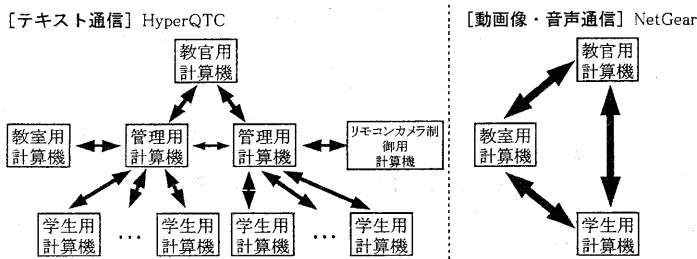 [テキスト通信] HyperQTC
教官用
計算機
教室用
計算機
管理用
計算機
管理用
計算機
リモコンカメラ制
御用
計算機
学生用
計算機
…
学生用
計算機
学生用
計算機
…
学生用
計算機
[動画像・音声通信] NetGear
教官用
計算機
教室用
計算機
学生用
計算機